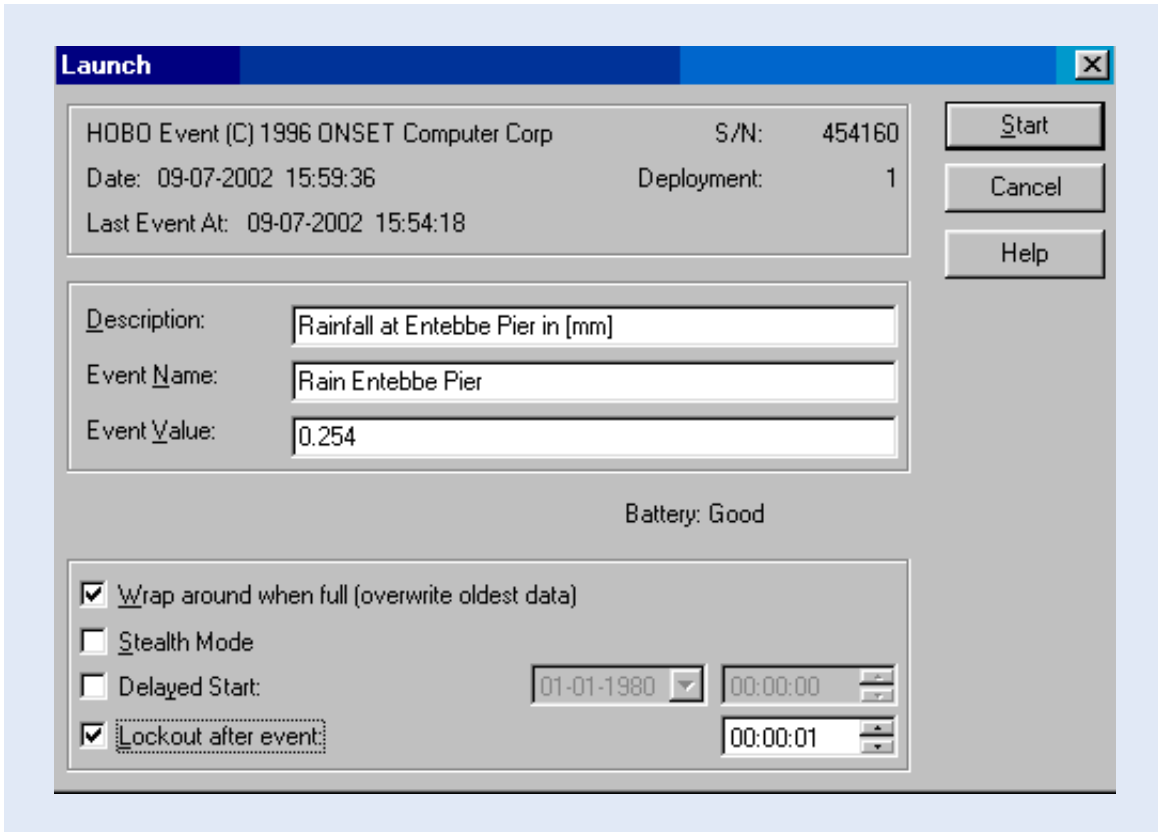 Launch
HOBO Event (C) 1996 ONSET Computer Corp S/N: 454160
Date: 09-07-2002 15:59:36 Deployment: 1
Last Event At: 09-07-2002 15:54:18
Start
Cancel
Help
Description: Rainfall at Entebbe Pier in [mm]
Event Name: Rain Entebbe Pier
Event Value: 0.254
Battery: Good
Wrap around when full (overwrite oldest data)
Stealth Mode
Delayed Start: 01-01-1980 00:00:00
Lockout after event: 00:00:01